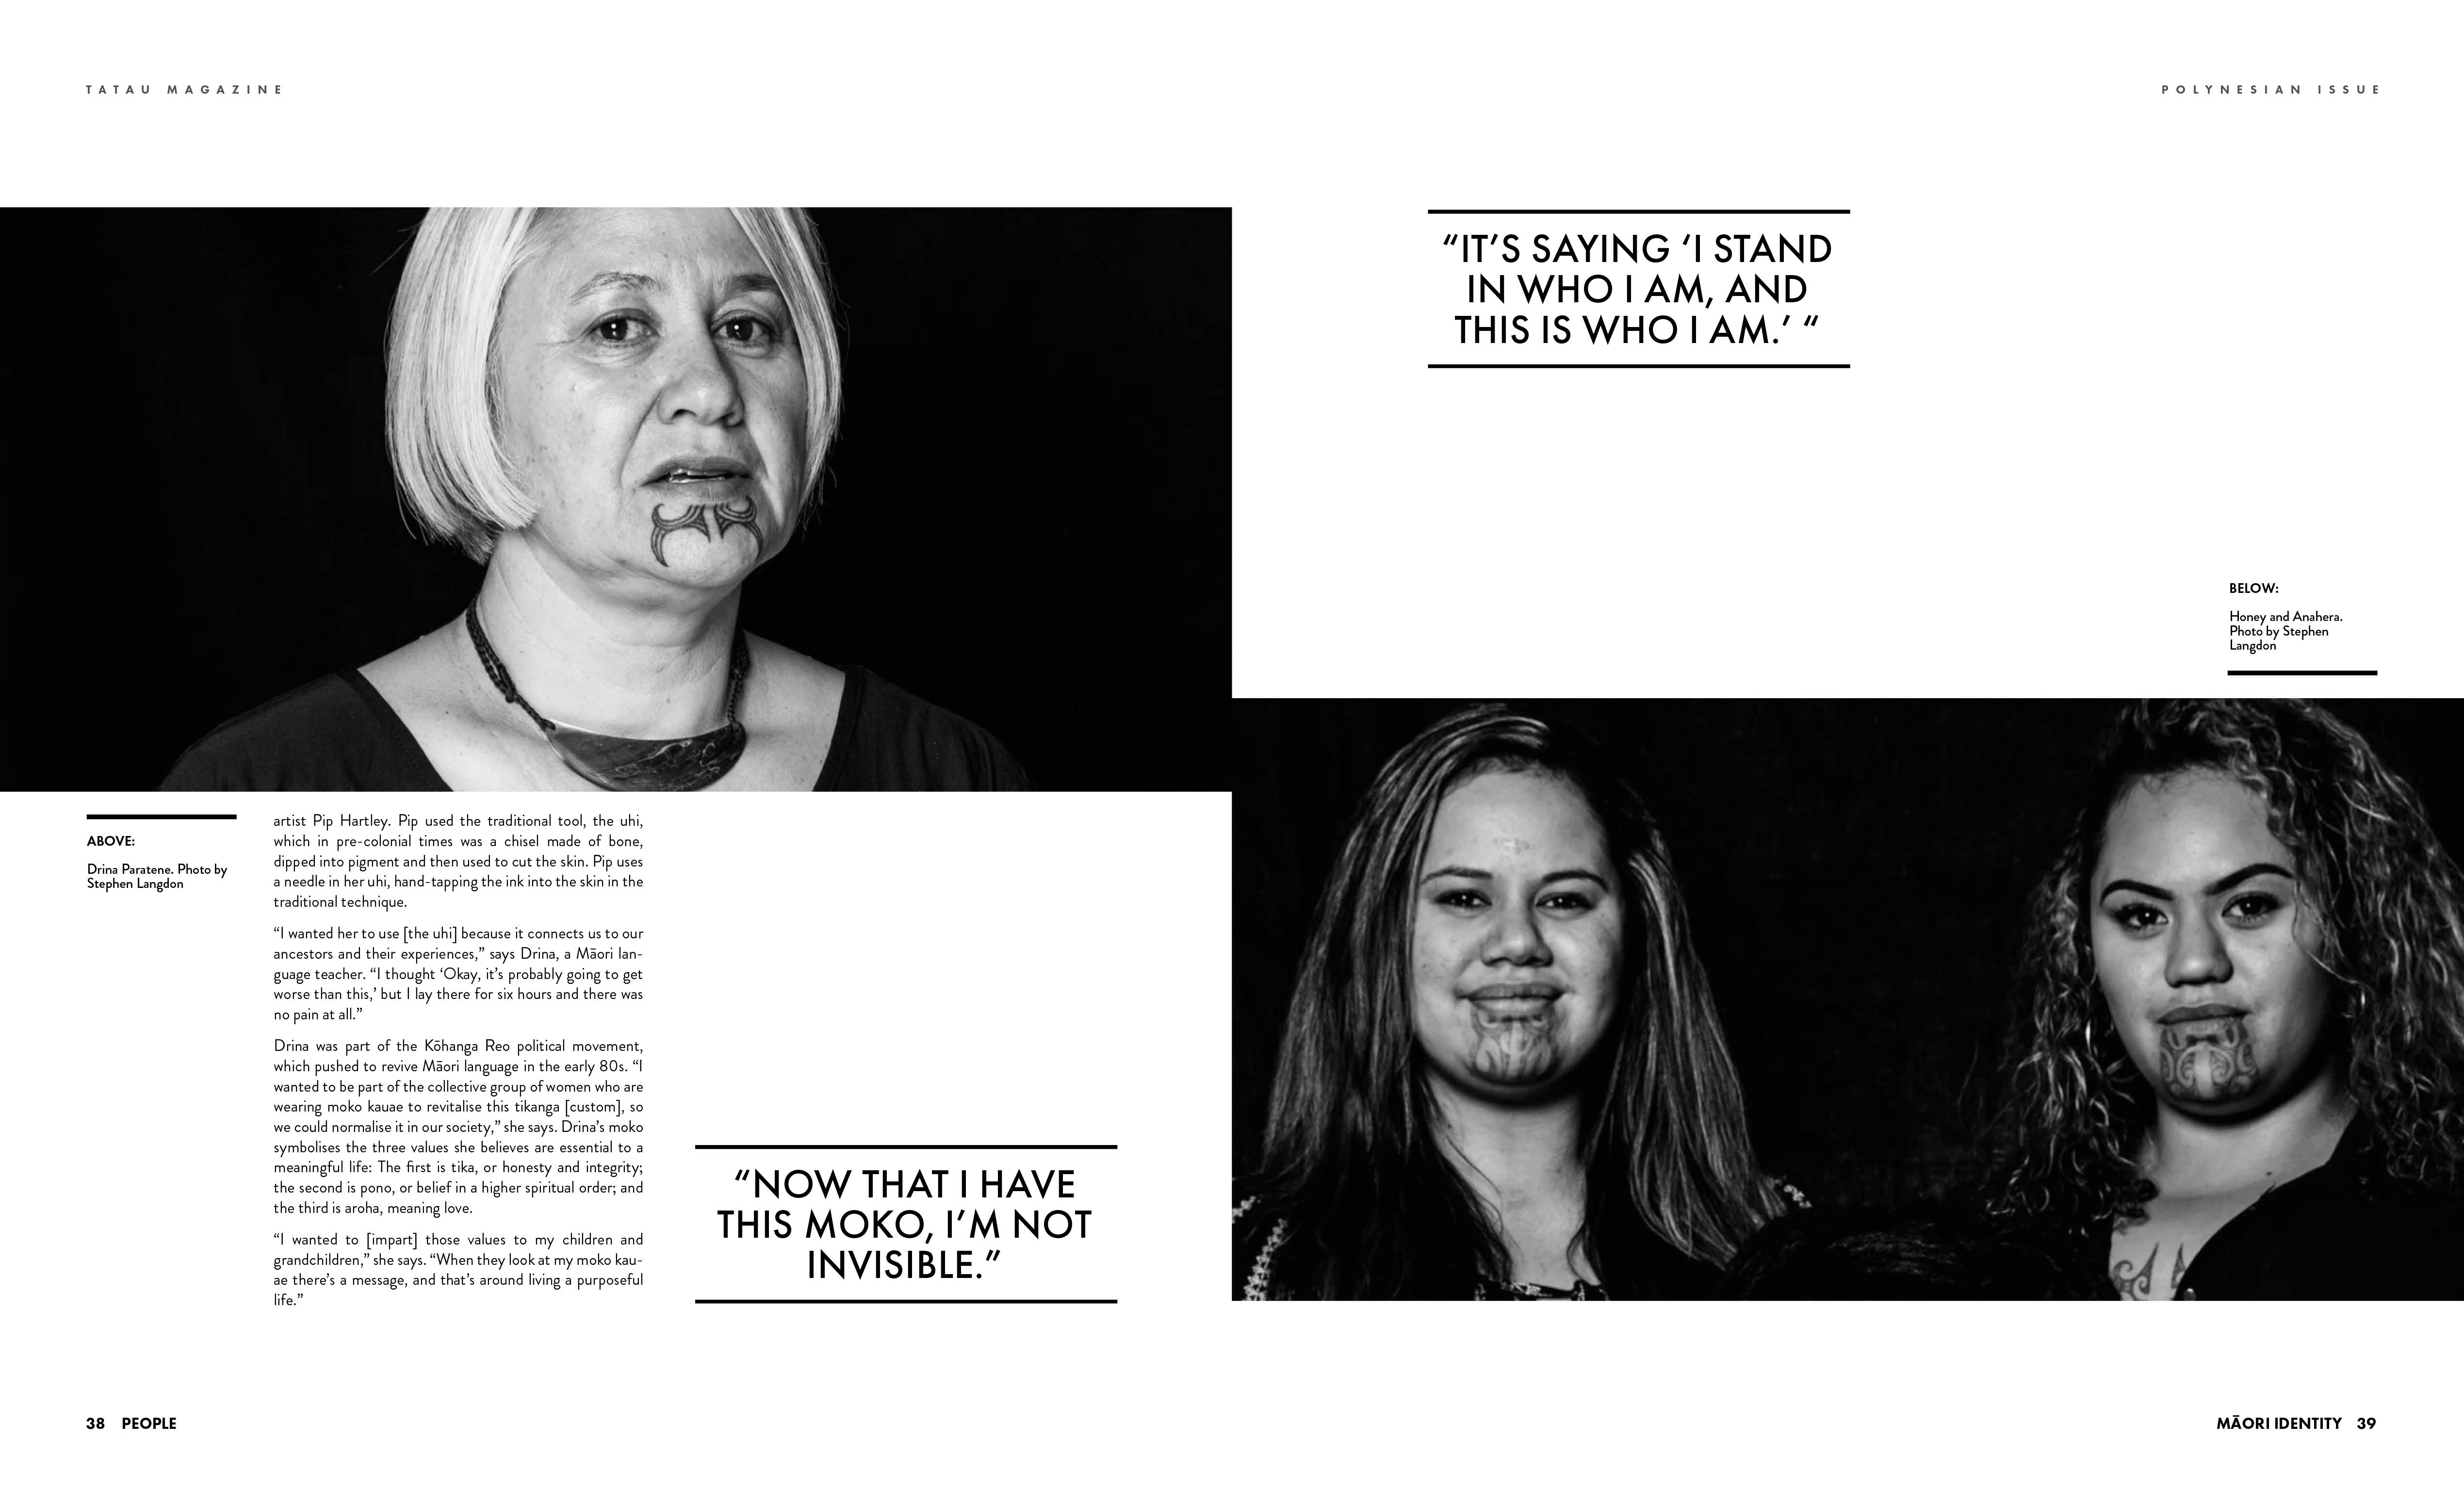 TATAU MAGAZINE
POLYNESIAN ISSUE
ABOVE:
Drina Paratene. Photo by
Stephen Langdon
artist Pip Hartley. Pip used the traditional tool, the uhi,
which in pre-colonial times was a chisel made of bone,
dipped into pigment and then used to cut the skin. Pip uses
a needle in her uhi, hand-tapping the ink into the skin in the
traditional technique.
“I wanted her to use [the uhi] because it connects us to our
ancestors and their experiences,” says Drina, a Māori lan-
guage teacher. “I thought ‘Okay, it’s probably going to get
worse than this,’ but I lay there for six hours and there was
no pain at all.”
Drina was part of the Kōhanga Reo political movement,
which pushed to revive Māori language in the early 80s. “I
wanted to be part of the collective group of women who are
wearing moko kauae to revitalise this tikanga [custom], so
we could normalise it in our society,” she says. Drina’s moko
symbolises the three values she believes are essential to a
meaningful life: The first is tika, or honesty and integrity;
the second is pono, or belief in a higher spiritual order; and
the third is aroha, meaning love.
“I wanted to [impart] those values to my children and
grandchildren,” she says. “When they look at my moko kau-
ae there’s a message, and that’s around living a purposeful
life.”
“NOW THAT I HAVE
THIS MOKO, I’M NOT
INVISIBLE.”
“IT’S SAYING ‘I STAND
IN WHO I AM, AND
THIS IS WHO I AM.’ “
BELOW:
Honey and Anahera.
Photo by Stephen
Langdon
38 PEOPLE
MĀORI IDENTITY 39